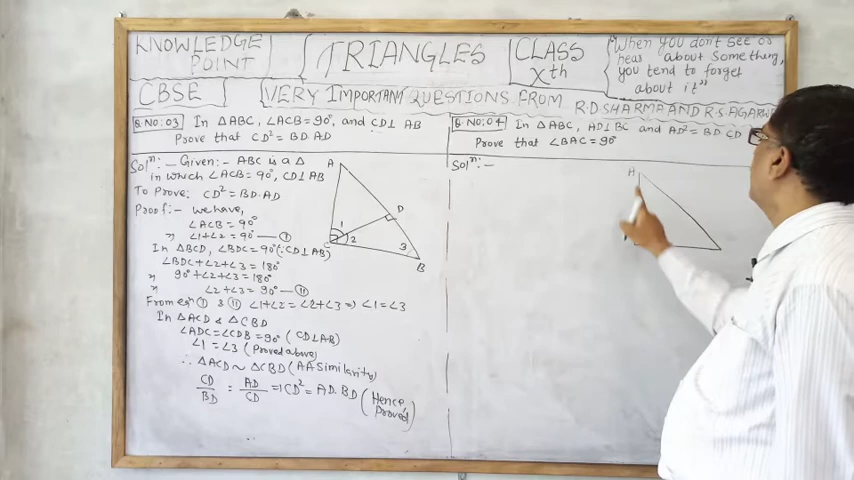 KNOWLEDGE
POINT
TRIANGLES
CLASS
Xth
"When you don't see or
hear about something,
you tend to forget
about it"
CBSE
VERY IMPORTANT QUESTIONS FROM R.D SHARMA AND R.S. AGARW
Q.NO:03 In ΔABC, ∠ACB=90°, and CD⊥AB
Prove that CD²=BD.AD
Q.NO:04 In ΔABC, AD⊥BC and AD²=BD CD
Prove that ∠BAC=90°
Solⁿ:- Given:- ABC is a Δ
in which ∠ACB=90°, CD⊥AB
To Prove: CD²=BD.AD
Proof:- we have,
∠ACB=90°
" ∠1+∠2=90° —(I)
In ΔBCD, ∠BDC=90°(∵CD⊥AB)
∠BDC+∠2+∠3=180°
" 90°+∠2+∠3=180°
" ∠2+∠3=90° —(II)
From eⁿ (I) & (II) ∠1+∠2=∠2+∠3 ⇒ ∠1=∠3
In ΔACD & ΔCBD
∠ADC=∠CDB=90° (CD⊥AB)
∠1=∠3 (Proved above)
∴ ΔACD ~ ΔCBD (AA Similarity)
CD/BD = AD/CD ⇒ CD²=AD.BD (Hence Proved)
A
D
1
2
3
C
B
Solⁿ:-
A